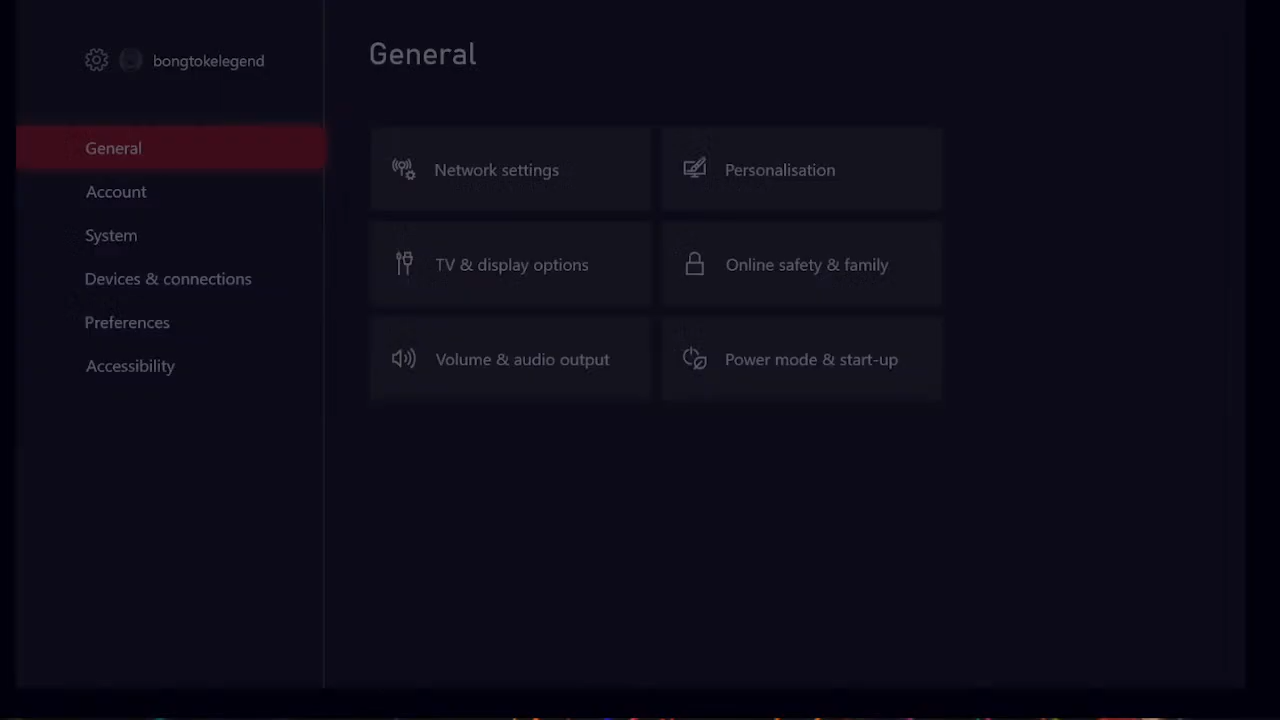 bongtokelegend
General
Account
System
Devices & connections
Preferences
Accessibility
General
Network settings
Personalisation
TV & display options
Online safety & family
Volume & audio output
Power mode & start-up